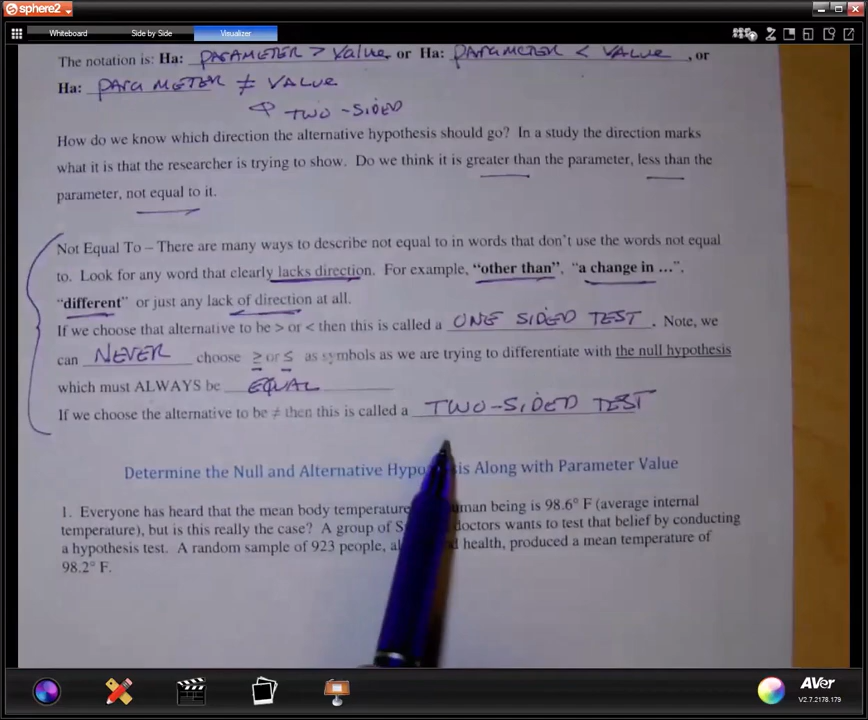 sphere2
Whiteboard
Side by Side
Visualizer
The notation is: Ha: PARAMETER > Value, or Ha: PARAMETER < VALUE, or
Ha: PARAMETER ≠ VALUE
TWO-SIDED
How do we know which direction the alternative hypothesis should go? In a study the direction marks
what it is that the researcher is trying to show. Do we think it is greater than the parameter, less than the
parameter, not equal to it.
Not Equal To – There are many ways to describe not equal to in words that don't use the words not equal
to. Look for any word that clearly lacks direction. For example, "other than", "a change in ...",
"different" or just any lack of direction at all.
If we choose that alternative to be > or < then this is called a ONE SIDED TEST. Note, we
can NEVER choose ≥ or ≤ as symbols as we are trying to differentiate with the null hypothesis
which must ALWAYS be EQUAL
If we choose the alternative to be ≠ then this is called a TWO-SIDED TEST
Determine the Null and Alternative Hypo sis Along with Parameter Value
1. Everyone has heard that the mean body temperature uman being is 98.6° F (average internal
temperature), but is this really the case? A group of S doctors wants to test that belief by conducting
a hypothesis test. A random sample of 923 people, al d health, produced a mean temperature of
98.2° F.
AVer
V2.7.2178.179